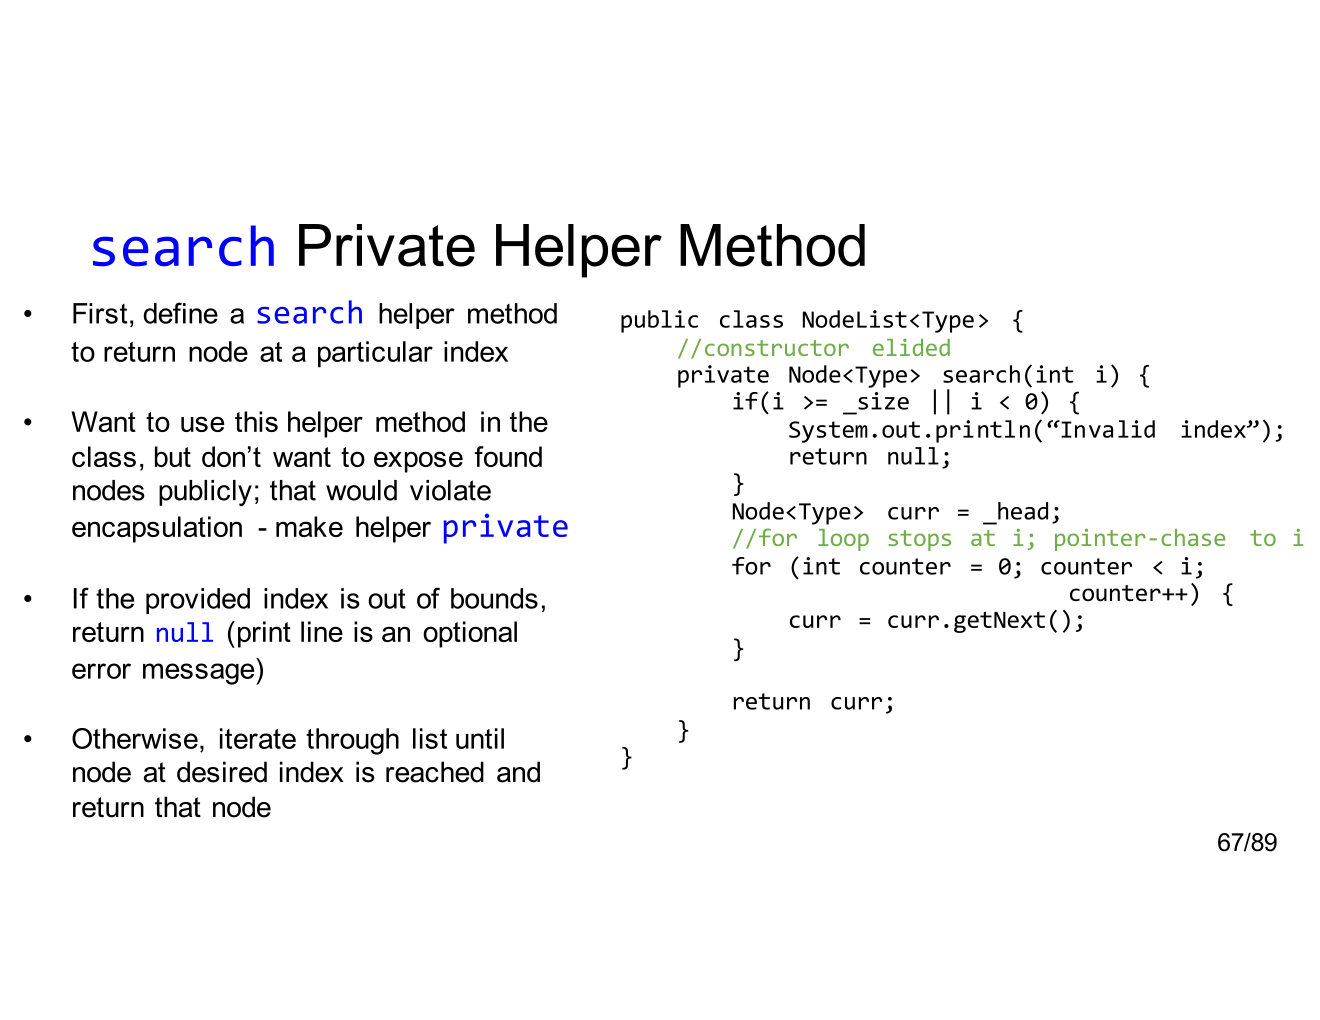 search Private Helper Method
• First, define a search helper method
to return node at a particular index
• Want to use this helper method in the
class, but don’t want to expose found
nodes publicly; that would violate
encapsulation - make helper private
• If the provided index is out of bounds,
return null (print line is an optional
error message)
• Otherwise, iterate through list until
node at desired index is reached and
return that node
public class NodeList<Type> {
//constructor elided
private Node<Type> search(int i) {
if(i >= _size || i < 0) {
System.out.println(“Invalid index”);
return null;
}
Node<Type> curr = _head;
//for loop stops at i; pointer-chase to i
for (int counter = 0; counter < i;
counter++) {
curr = curr.getNext();
}
return curr;
}
}
67/89